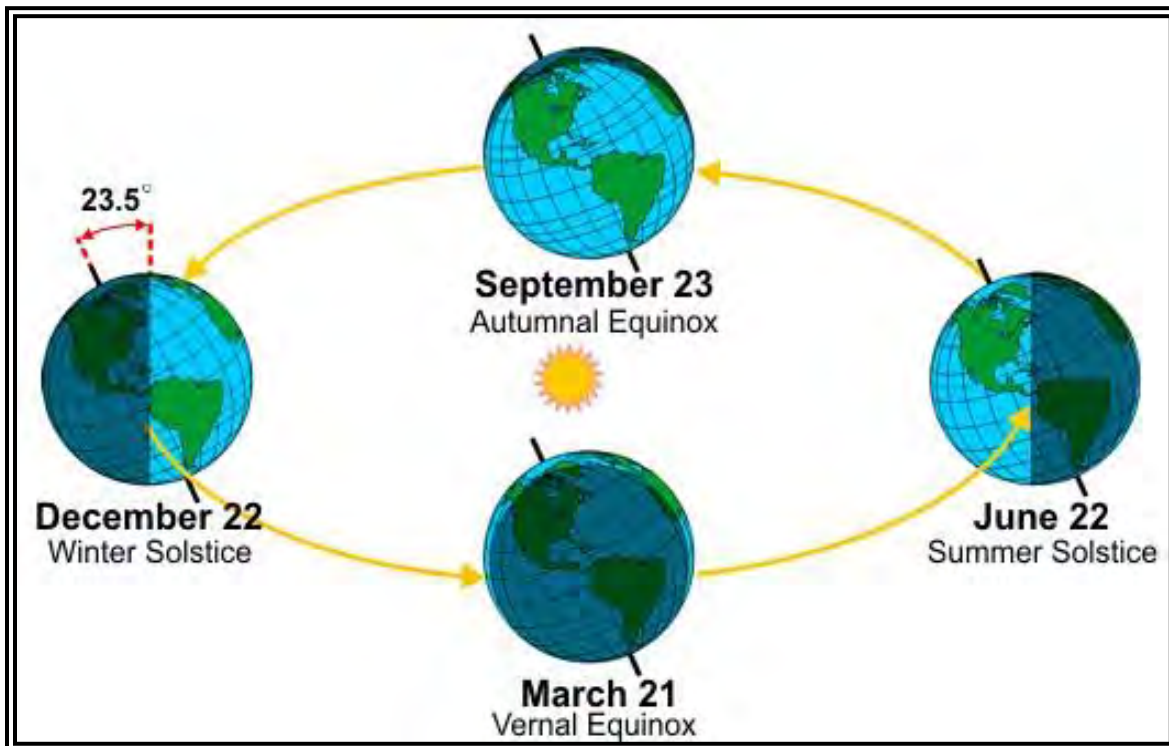 23.5°
September 23
Autumnal Equinox
December 22
Winter Solstice
June 22
Summer Solstice
March 21
Vernal Equinox